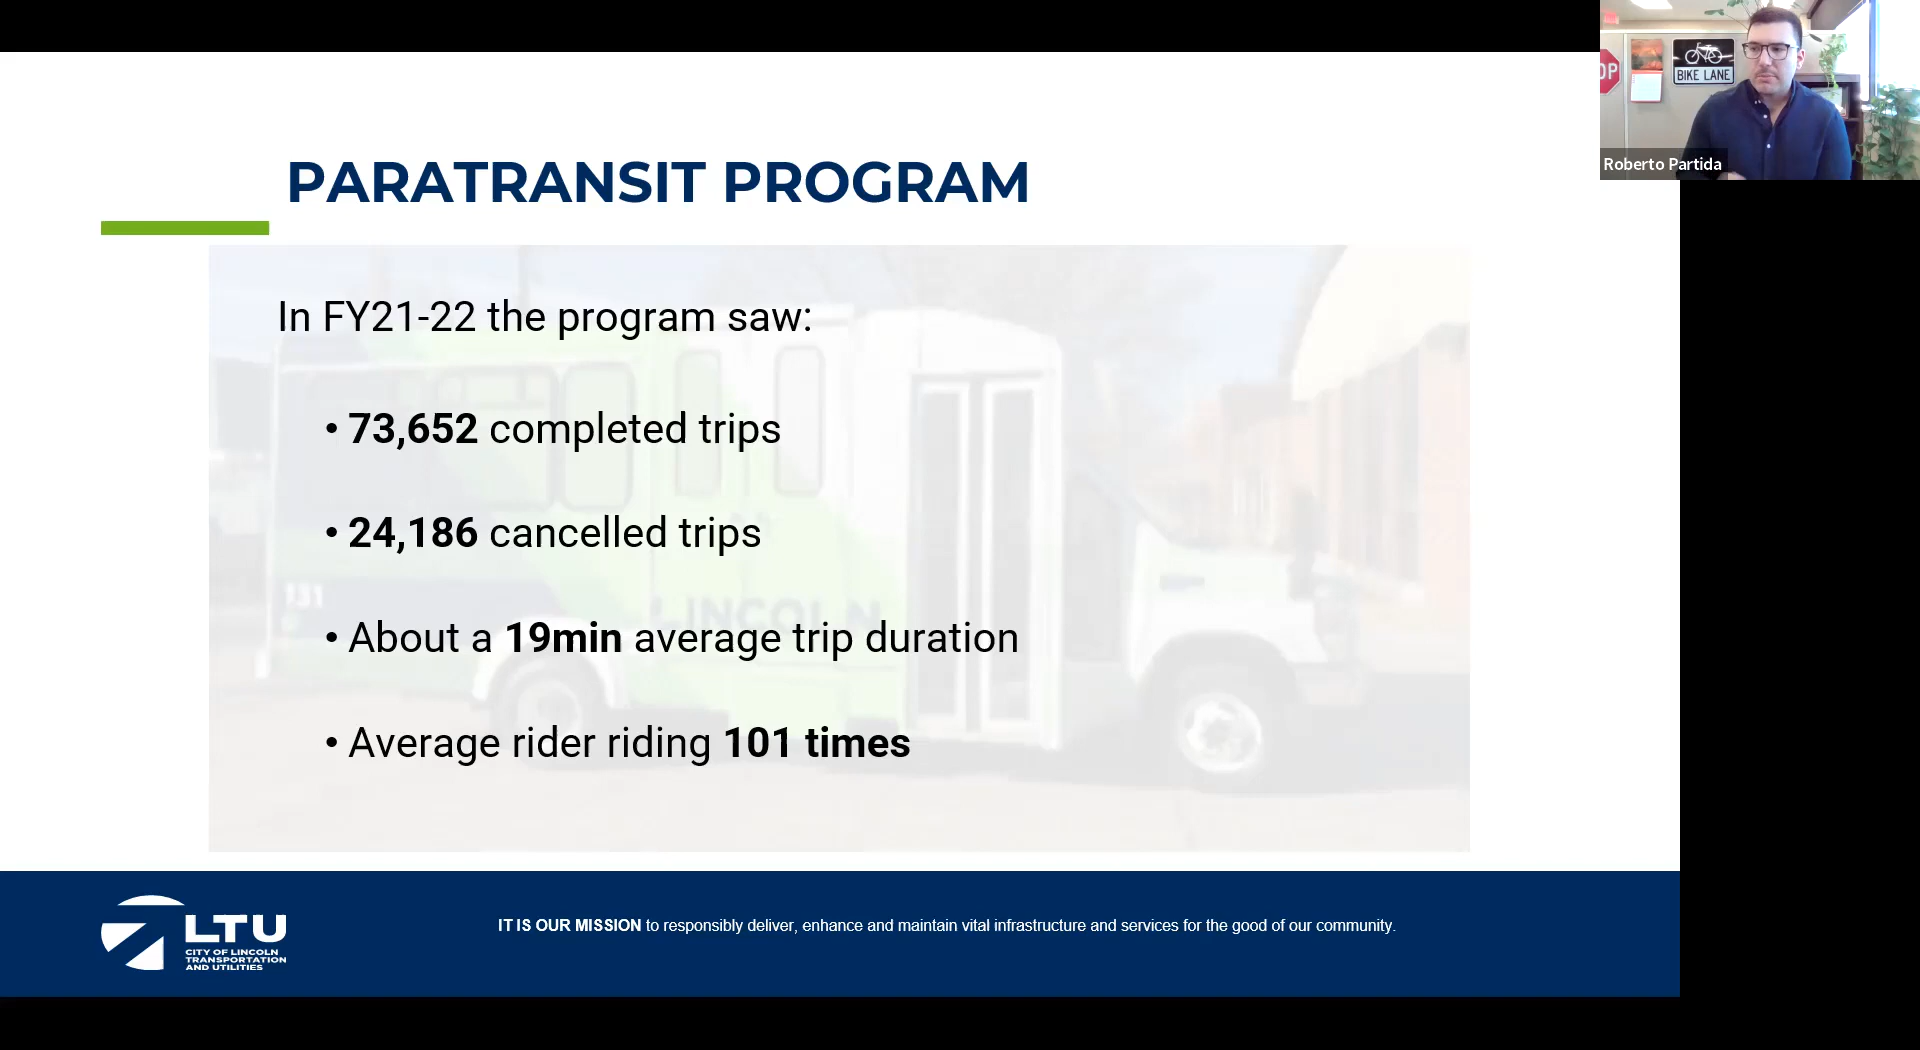 PARATRANSIT PROGRAM
In FY21-22 the program saw:
• 73,652 completed trips
• 24,186 cancelled trips
• About a 19min average trip duration
• Average rider riding 101 times
131
LINCOLN
LTU
CITY OF LINCOLN
TRANSPORTATION
AND UTILITIES
IT IS OUR MISSION to responsibly deliver, enhance and maintain vital infrastructure and services for the good of our community.
OP
BIKE LANE
Roberto Partida